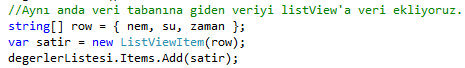 //Aynı anda veri tabanına giden veriyi listView'a veri ekliyoruz.
string[] row = { nem, su, zaman };
var satir = new ListViewItem(row);
degerlerListesi.Items.Add(satir);